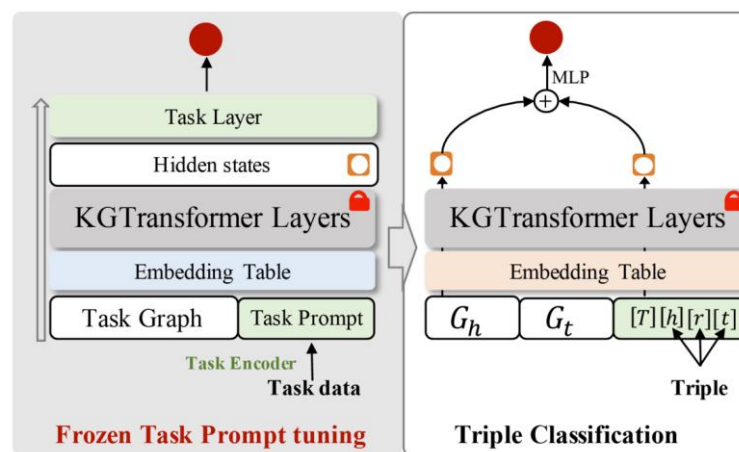 Task Layer
Hidden states
KGTransformer Layers
Embedding Table
Task Graph
Task Prompt
Task Encoder
Task data
Frozen Task Prompt tuning
MLP
+
KGTransformer Layers
Embedding Table
G_h
G_t
[T][h][r][t]
Triple
Triple Classification